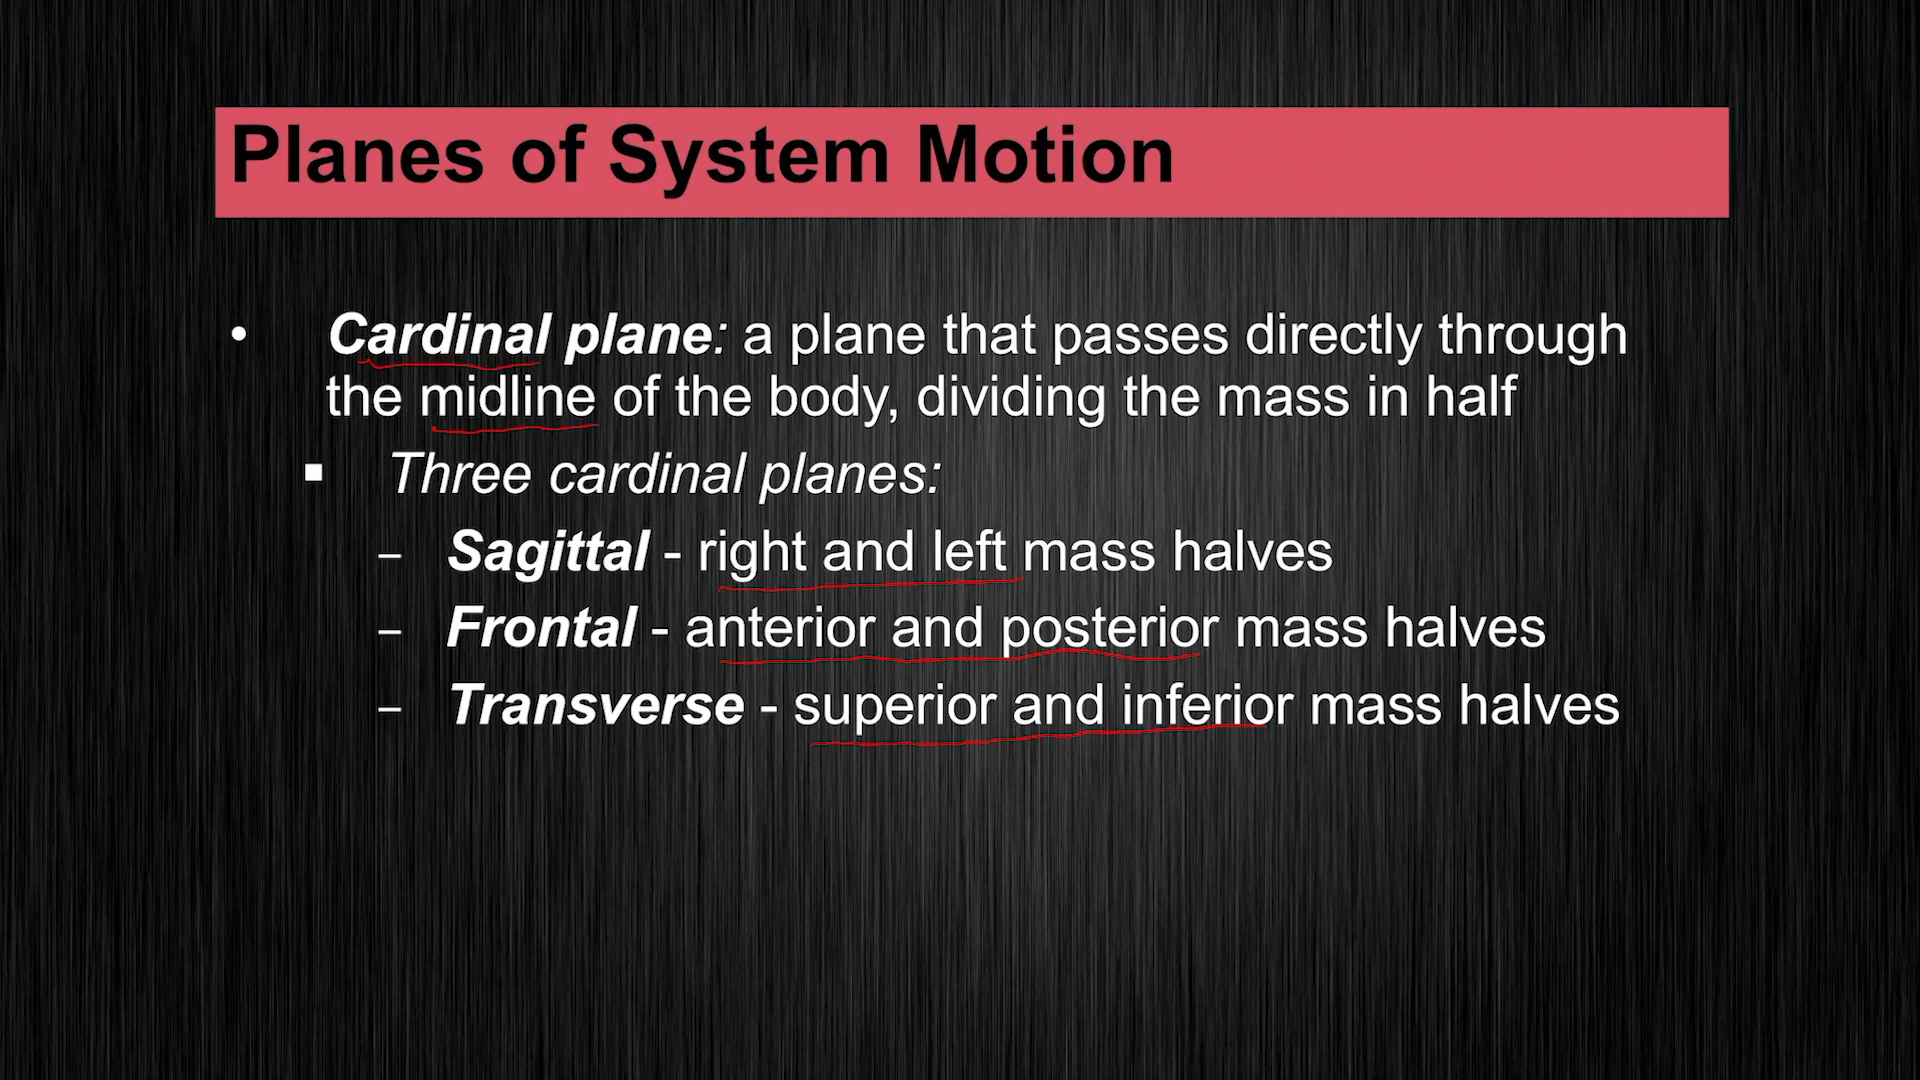 Planes of System Motion
• Cardinal plane: a plane that passes directly through
the midline of the body, dividing the mass in half
▪ Three cardinal planes:
– Sagittal - right and left mass halves
– Frontal - anterior and posterior mass halves
– Transverse - superior and inferior mass halves